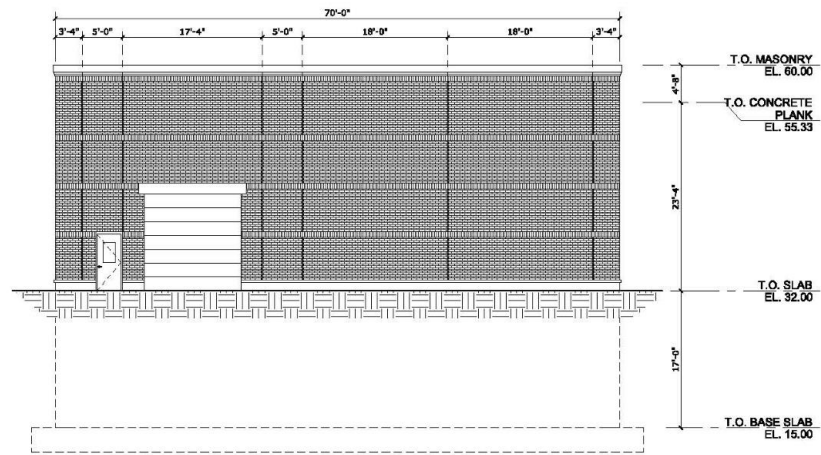 70'-0"
3'-4" 5'-0" 17'-4" 5'-0" 18'-0" 18'-0" 3'-4"
T.O. MASONRY
EL. 60.00
4'-8"
T.O. CONCRETE
PLANK
EL. 55.33
23'-4"
T.O. SLAB
EL. 32.00
17'-0"
T.O. BASE SLAB
EL. 15.00